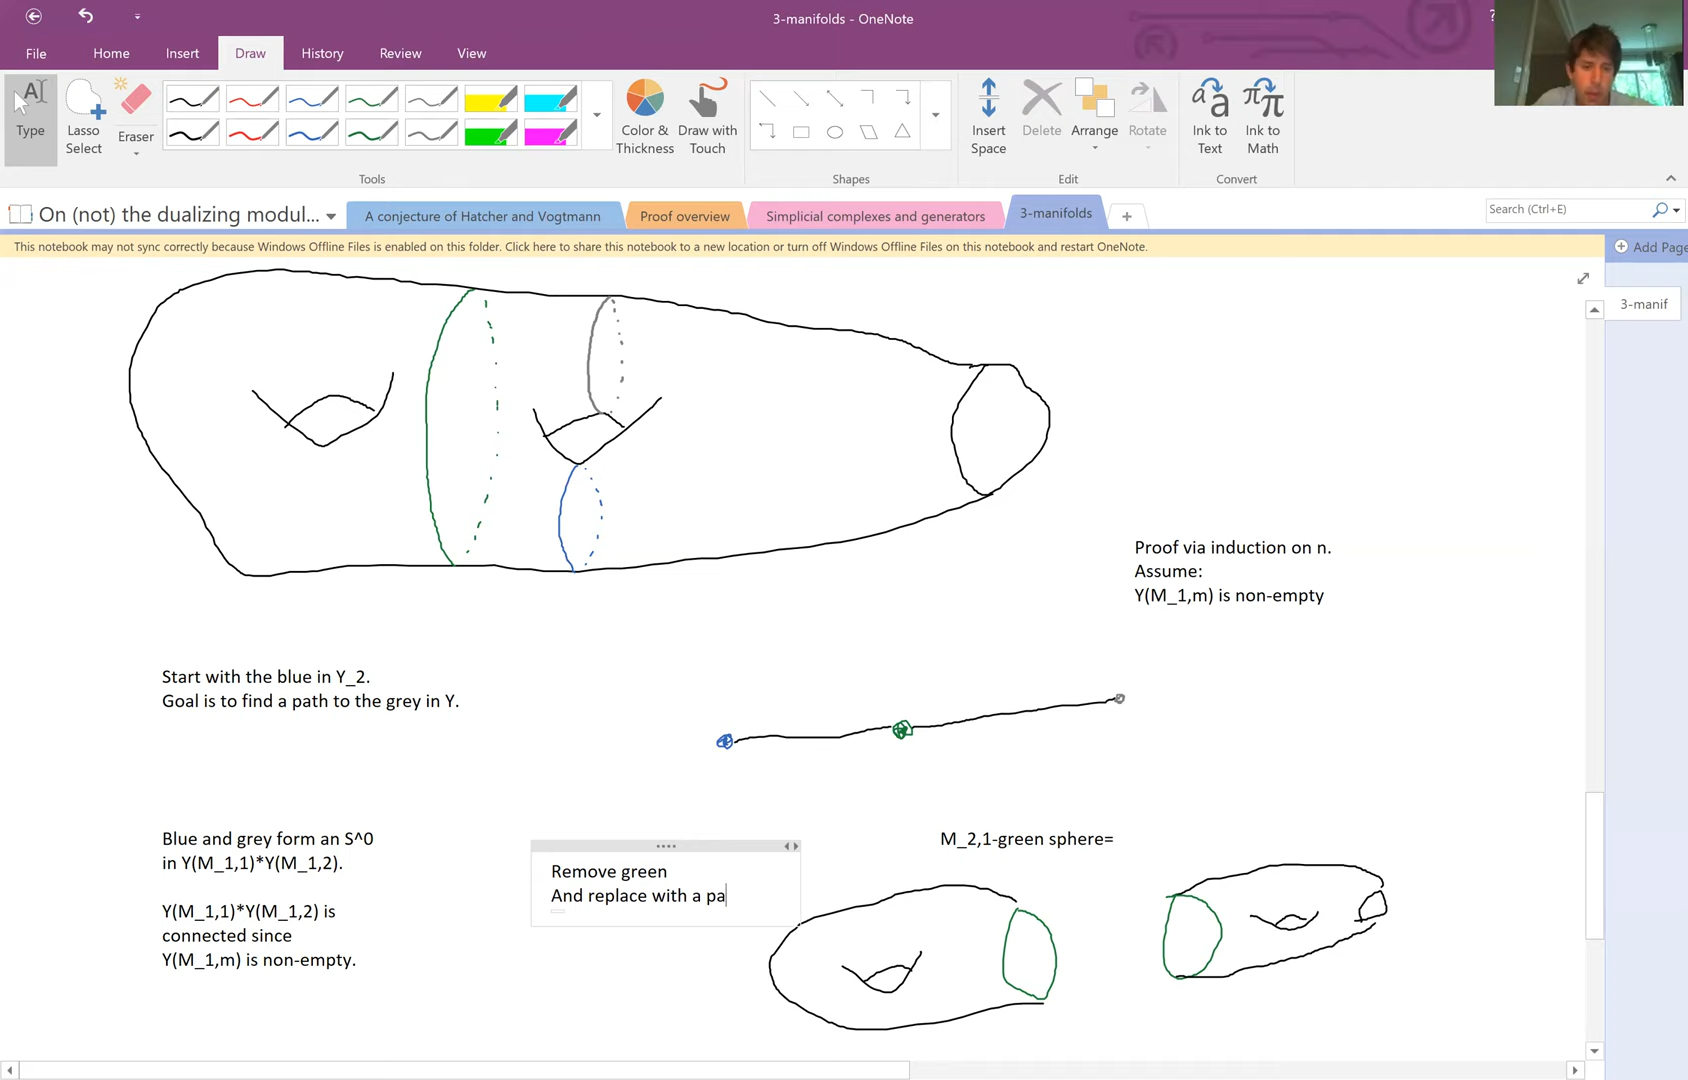 3-manifolds - OneNote
?
File
Home
Insert
Draw
History
Review
View
Type
Lasso
Select
Eraser
Color &
Thickness
Draw with
Touch
Insert
Space
Delete
Arrange
Rotate
Ink to
Text
Ink to
Math
Tools
Shapes
Edit
Convert
On (not) the dualizing modul...
A conjecture of Hatcher and Vogtmann
Proof overview
Simplicial complexes and generators
3-manifolds
Search (Ctrl+E)
This notebook may not sync correctly because Windows Offline Files is enabled on this folder. Click here to share this notebook to a new location or turn off Windows Offline Files on this notebook and restart OneNote.
Add Page
3-manif
Proof via induction on n.
Assume:
Y(M_1,m) is non-empty
Start with the blue in Y_2.
Goal is to find a path to the grey in Y.
Blue and grey form an S^0
in Y(M_1,1)*Y(M_1,2).
Y(M_1,1)*Y(M_1,2) is
connected since
Y(M_1,m) is non-empty.
Remove green
And replace with a pa
M_2,1-green sphere=